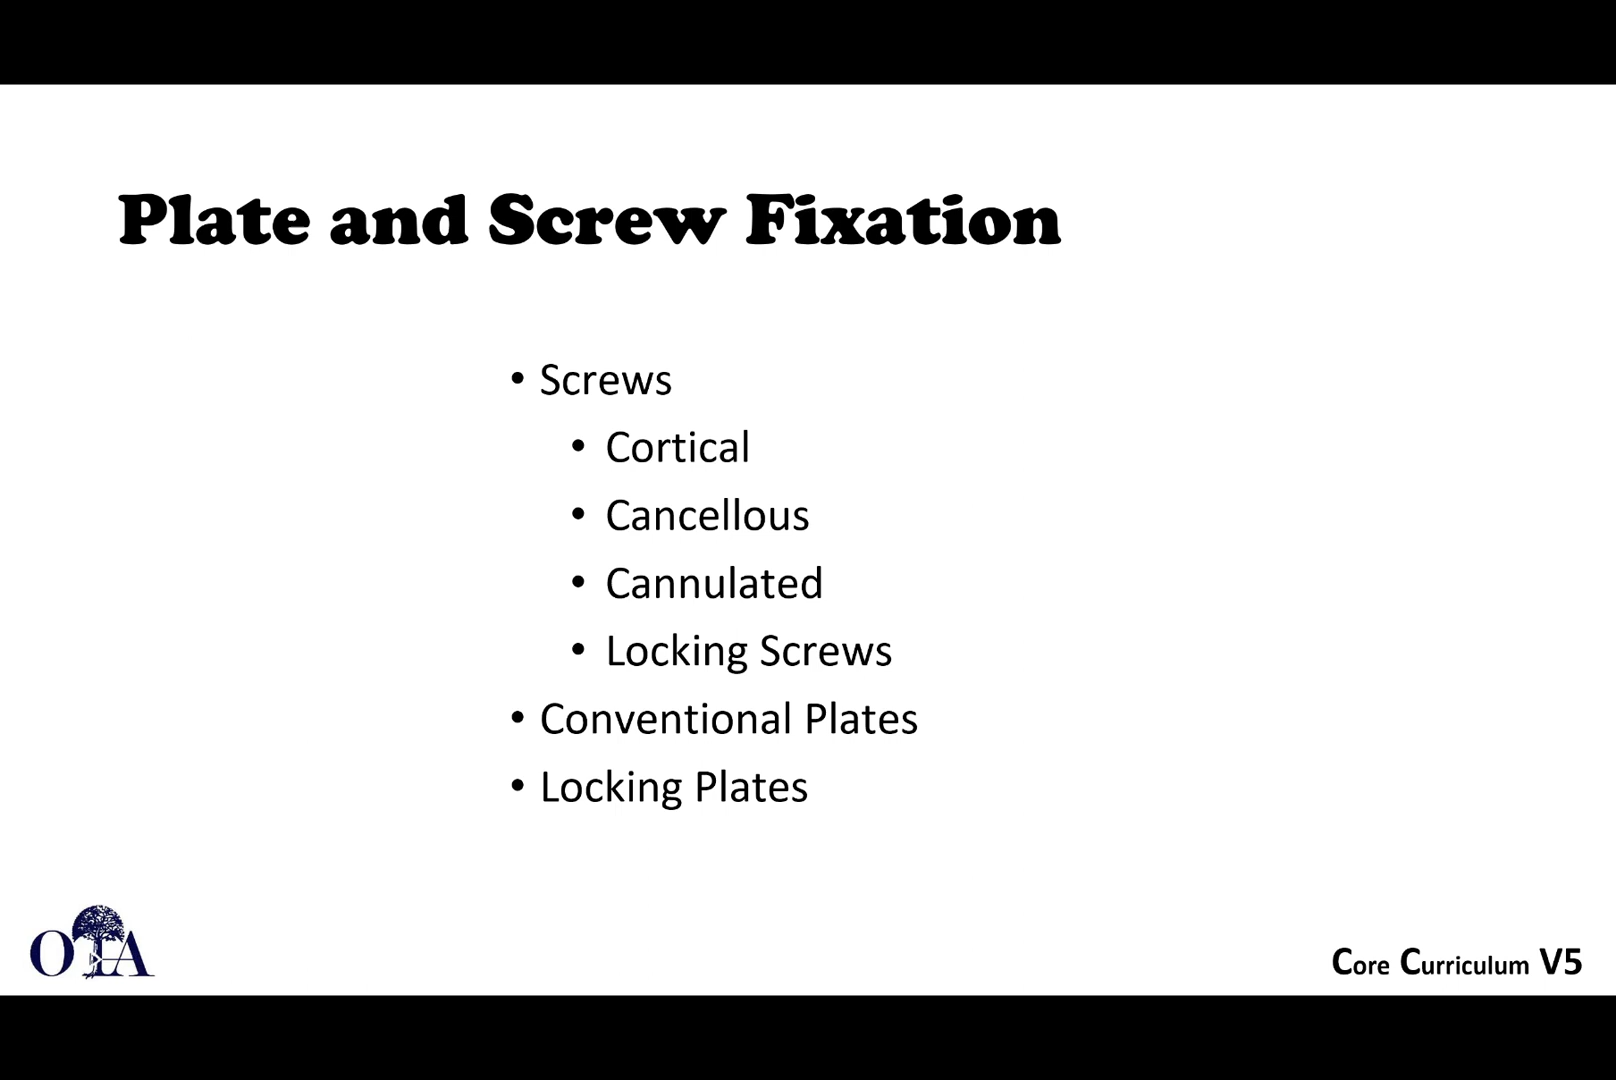 Plate and Screw Fixation
• Screws
• Cortical
• Cancellous
• Cannulated
• Locking Screws
• Conventional Plates
• Locking Plates
OTA
Core Curriculum V5